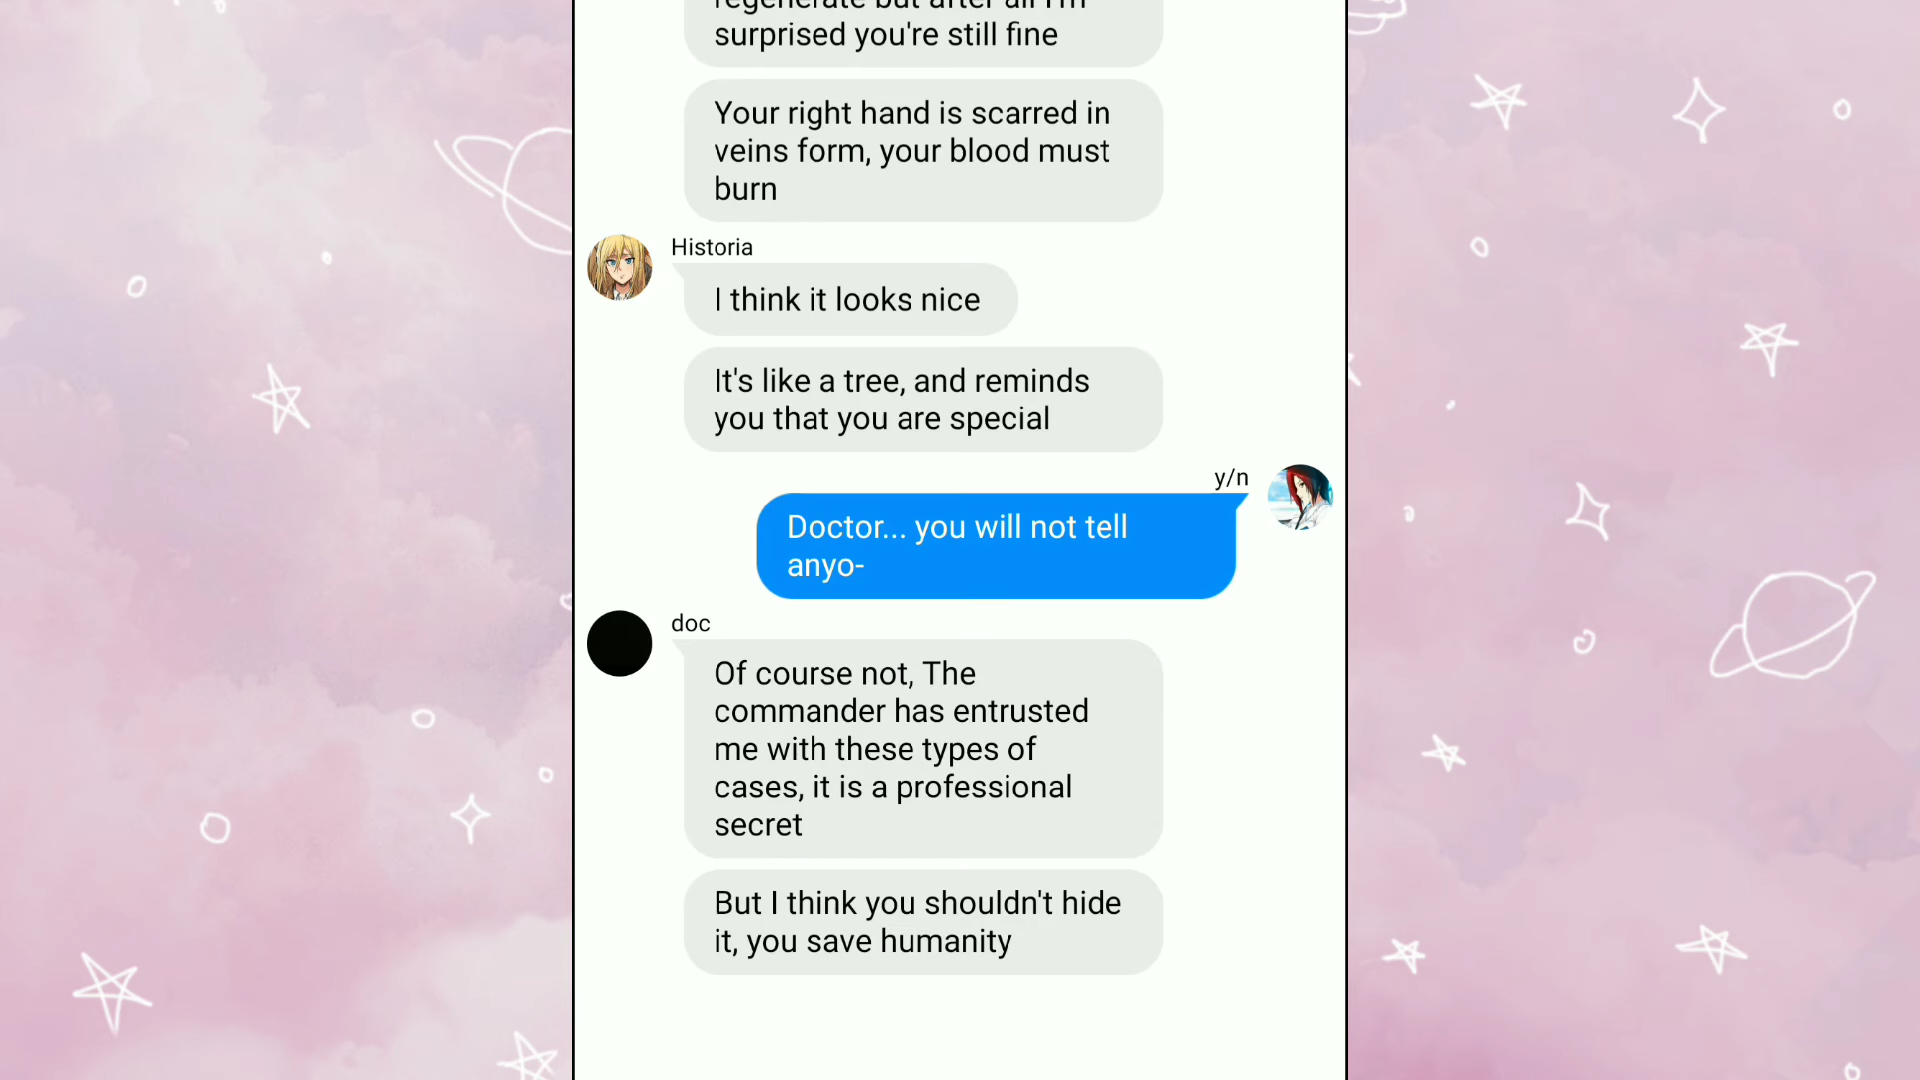 regenerate but after all I'm
surprised you're still fine
Your right hand is scarred in
veins form, your blood must
burn
Historia
I think it looks nice
It's like a tree, and reminds
you that you are special
y/n
Doctor... you will not tell
anyo-
doc
Of course not, The
commander has entrusted
me with these types of
cases, it is a professional
secret
But I think you shouldn't hide
it, you save humanity